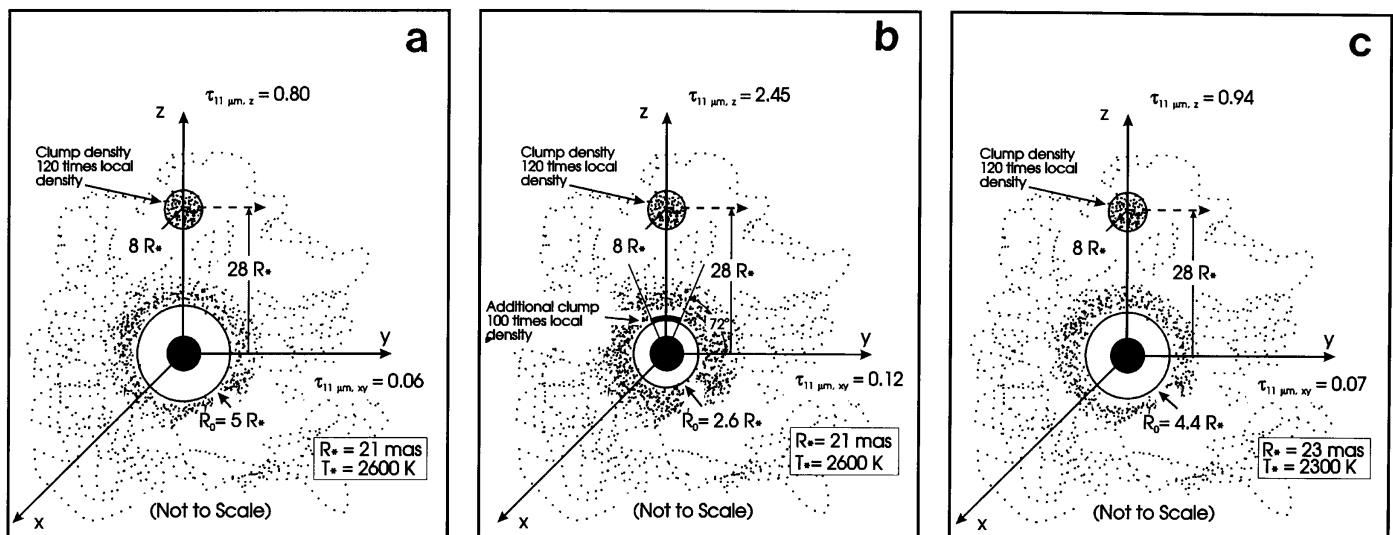 a
τ11 μm, z = 0.80
z
Clump density
120 times local
density
8 R*
28 R*
y
τ11 μm, xy = 0.06
R0= 5 R*
R* = 21 mas
T* = 2600 K
x
(Not to Scale)
b
τ11 μm, z = 2.45
z
Clump density
120 times local
density
8 R*
28 R*
Additional clump
100 times local
density
72°
y
τ11 μm, xy = 0.12
R0= 2.6 R*
R* = 21 mas
T* = 2600 K
x
(Not to Scale)
c
τ11 μm, z = 0.94
z
Clump density
120 times local
density
8 R*
28 R*
y
τ11 μm, xy = 0.07
R0= 4.4 R*
R* = 23 mas
T* = 2300 K
x
(Not to Scale)